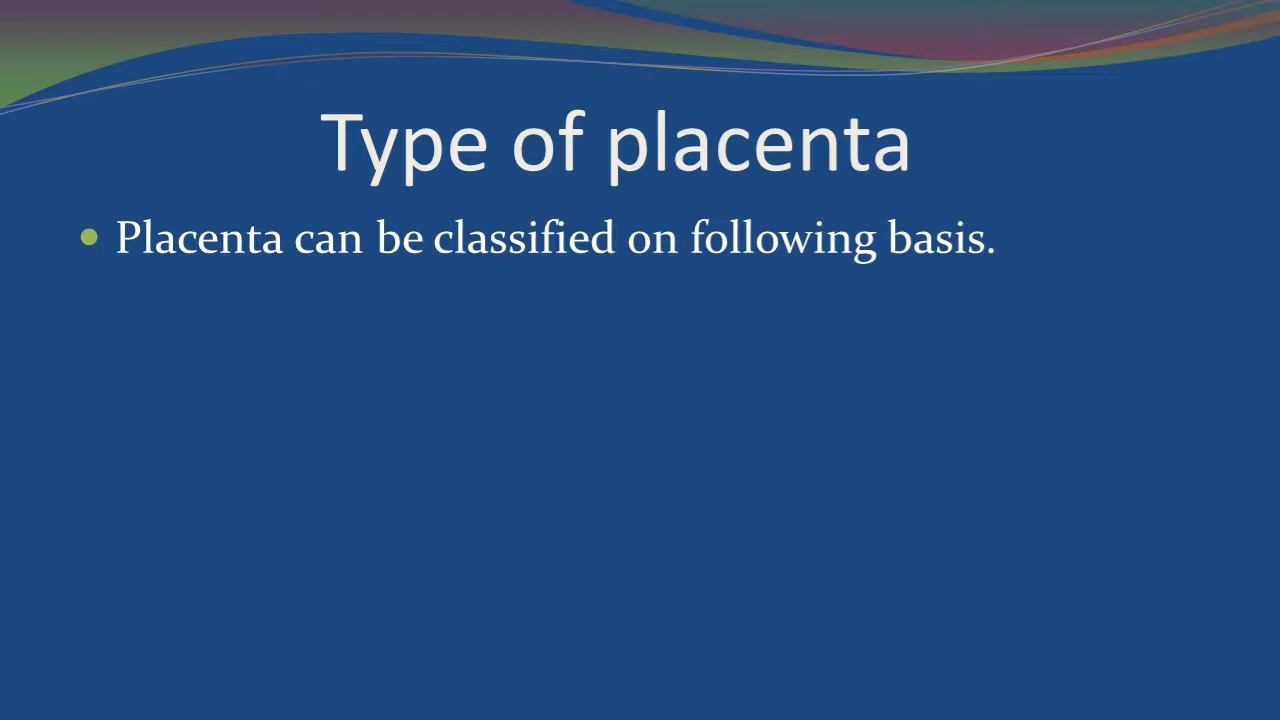 Type of placenta
Placenta can be classified on following basis.